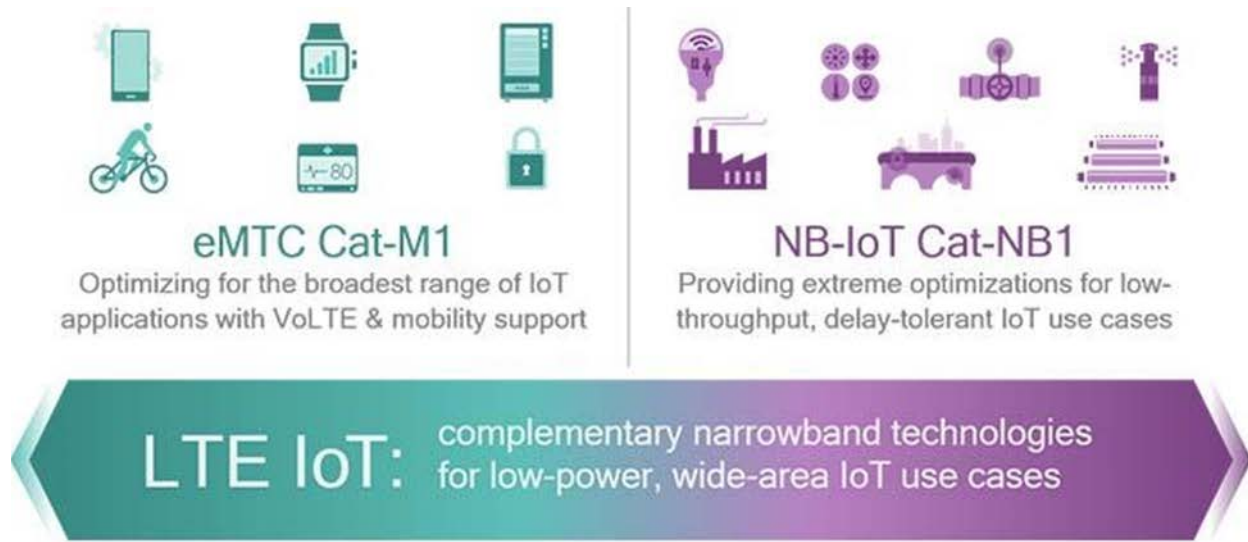 80
eMTC Cat-M1
Optimizing for the broadest range of IoT
applications with VoLTE & mobility support
NB-IoT Cat-NB1
Providing extreme optimizations for low-
throughput, delay-tolerant IoT use cases
LTE IoT:
complementary narrowband technologies
for low-power, wide-area IoT use cases